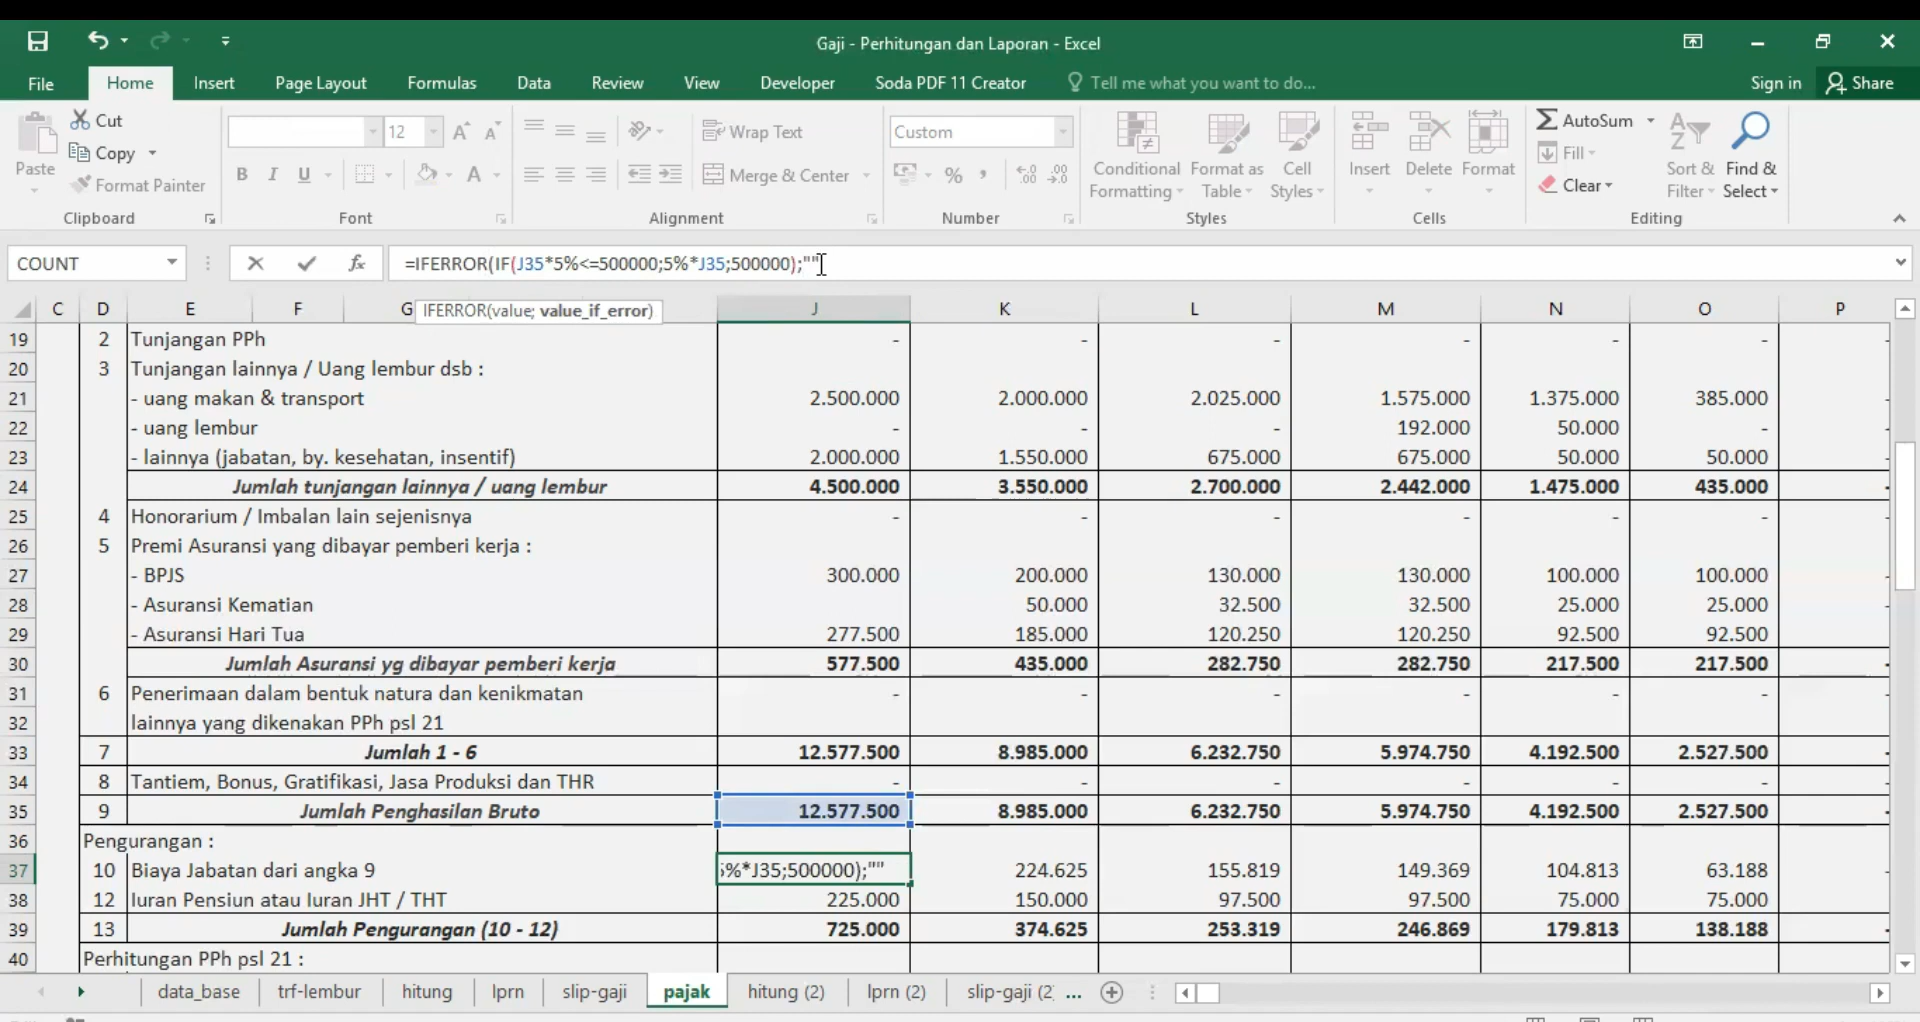 Gaji - Perhitungan dan Laporan - Excel
File Home Insert Page Layout Formulas Data Review View Developer Soda PDF 11 Creator Tell me what you want to do... Sign in Share
Paste Cut Copy Format Painter Clipboard
12 B I U A Font
Wrap Text Merge & Center Alignment
Custom % Number
Conditional Formatting Format as Table Cell Styles Styles
Insert Delete Format Cells
AutoSum Fill Clear Sort & Filter Find & Select Editing
COUNT fx =IFERROR(IF(J35*5%<=500000;5%*J35;500000);""
IFERROR(value; value_if_error)
C D E F G J K L M N O P
19 2 Tunjangan PPh - - - - - -
20 3 Tunjangan lainnya / Uang lembur dsb :
21 - uang makan & transport 2.500.000 2.000.000 2.025.000 1.575.000 1.375.000 385.000 -
22 - uang lembur - - - 192.000 50.000 - -
23 - lainnya (jabatan, by. kesehatan, insentif) 2.000.000 1.550.000 675.000 675.000 50.000 50.000 -
24 Jumlah tunjangan lainnya / uang lembur 4.500.000 3.550.000 2.700.000 2.442.000 1.475.000 435.000 -
25 4 Honorarium / Imbalan lain sejenisnya - - - - - -
26 5 Premi Asuransi yang dibayar pemberi kerja :
27 - BPJS 300.000 200.000 130.000 130.000 100.000 100.000 -
28 - Asuransi Kematian 50.000 32.500 32.500 25.000 25.000 -
29 - Asuransi Hari Tua 277.500 185.000 120.250 120.250 92.500 92.500 -
30 Jumlah Asuransi yg dibayar pemberi kerja 577.500 435.000 282.750 282.750 217.500 217.500 -
31 6 Penerimaan dalam bentuk natura dan kenikmatan - - - - - - -
32 lainnya yang dikenakan PPh psl 21
33 7 Jumlah 1 - 6 12.577.500 8.985.000 6.232.750 5.974.750 4.192.500 2.527.500 -
34 8 Tantiem, Bonus, Gratifikasi, Jasa Produksi dan THR - - - - - - -
35 9 Jumlah Penghasilan Bruto 12.577.500 8.985.000 6.232.750 5.974.750 4.192.500 2.527.500 -
36 Pengurangan :
37 10 Biaya Jabatan dari angka 9 5%*J35;500000);"" 224.625 155.819 149.369 104.813 63.188 -
38 12 Iuran Pensiun atau Iuran JHT / THT 225.000 150.000 97.500 97.500 75.000 75.000 -
39 13 Jumlah Pengurangan (10 - 12) 725.000 374.625 253.319 246.869 179.813 138.188 -
40 Perhitungan PPh psl 21 :
data_base trf-lembur hitung lprn slip-gaji pajak hitung (2) lprn (2) slip-gaji (2) ...